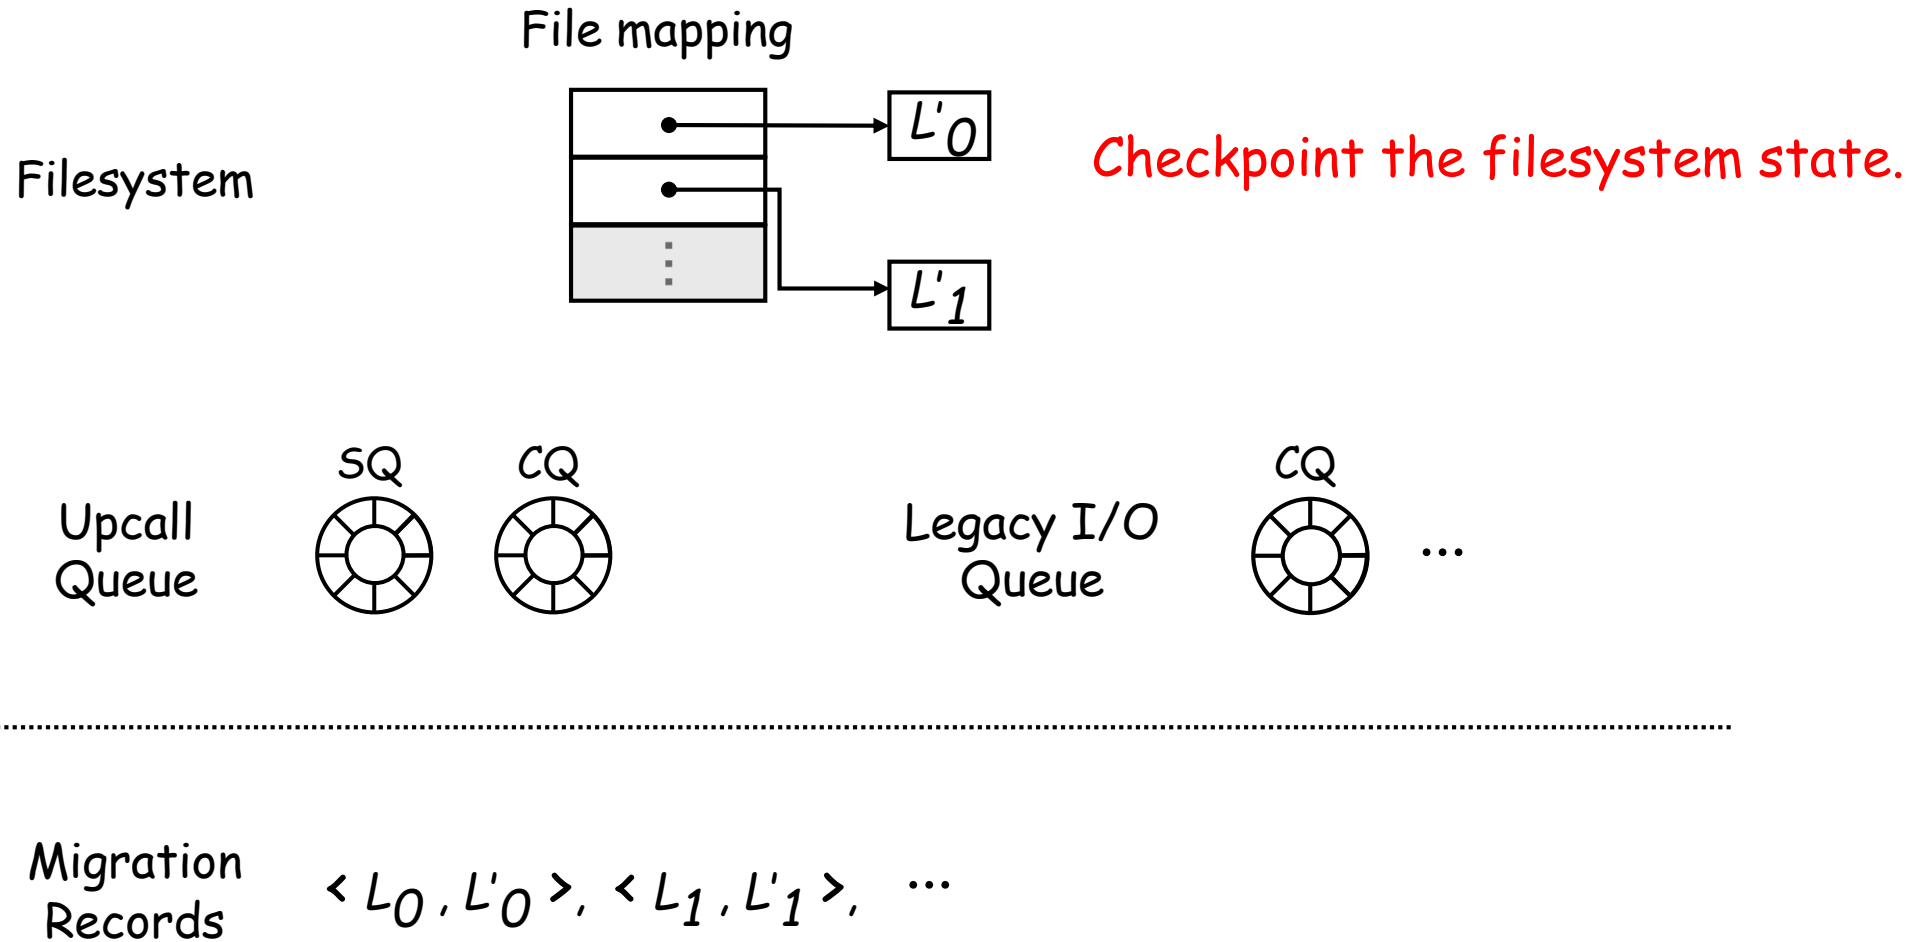 File mapping
Filesystem
L'0
Checkpoint the filesystem state.
L'1
SQ
CQ
CQ
Upcall
Queue
Legacy I/O
Queue
...
Migration
Records
< L0 , L'0 >, < L1 , L'1 >, ...